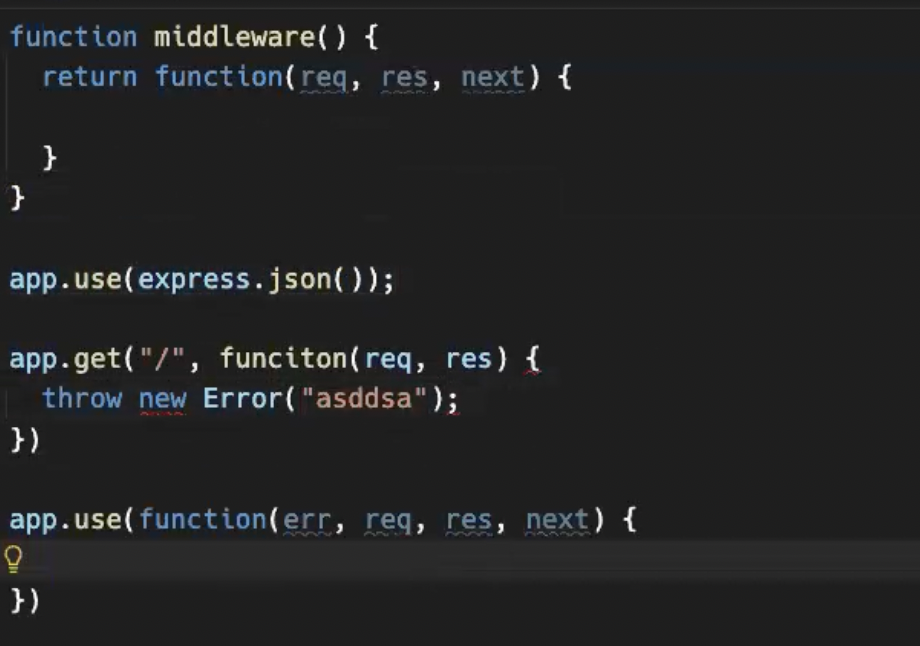 function middleware() {
  return function(req, res, next) {

  }
}

app.use(express.json());

app.get("/", funciton(req, res) {
  throw new Error("asddsa");
})

app.use(function(err, req, res, next) {

})